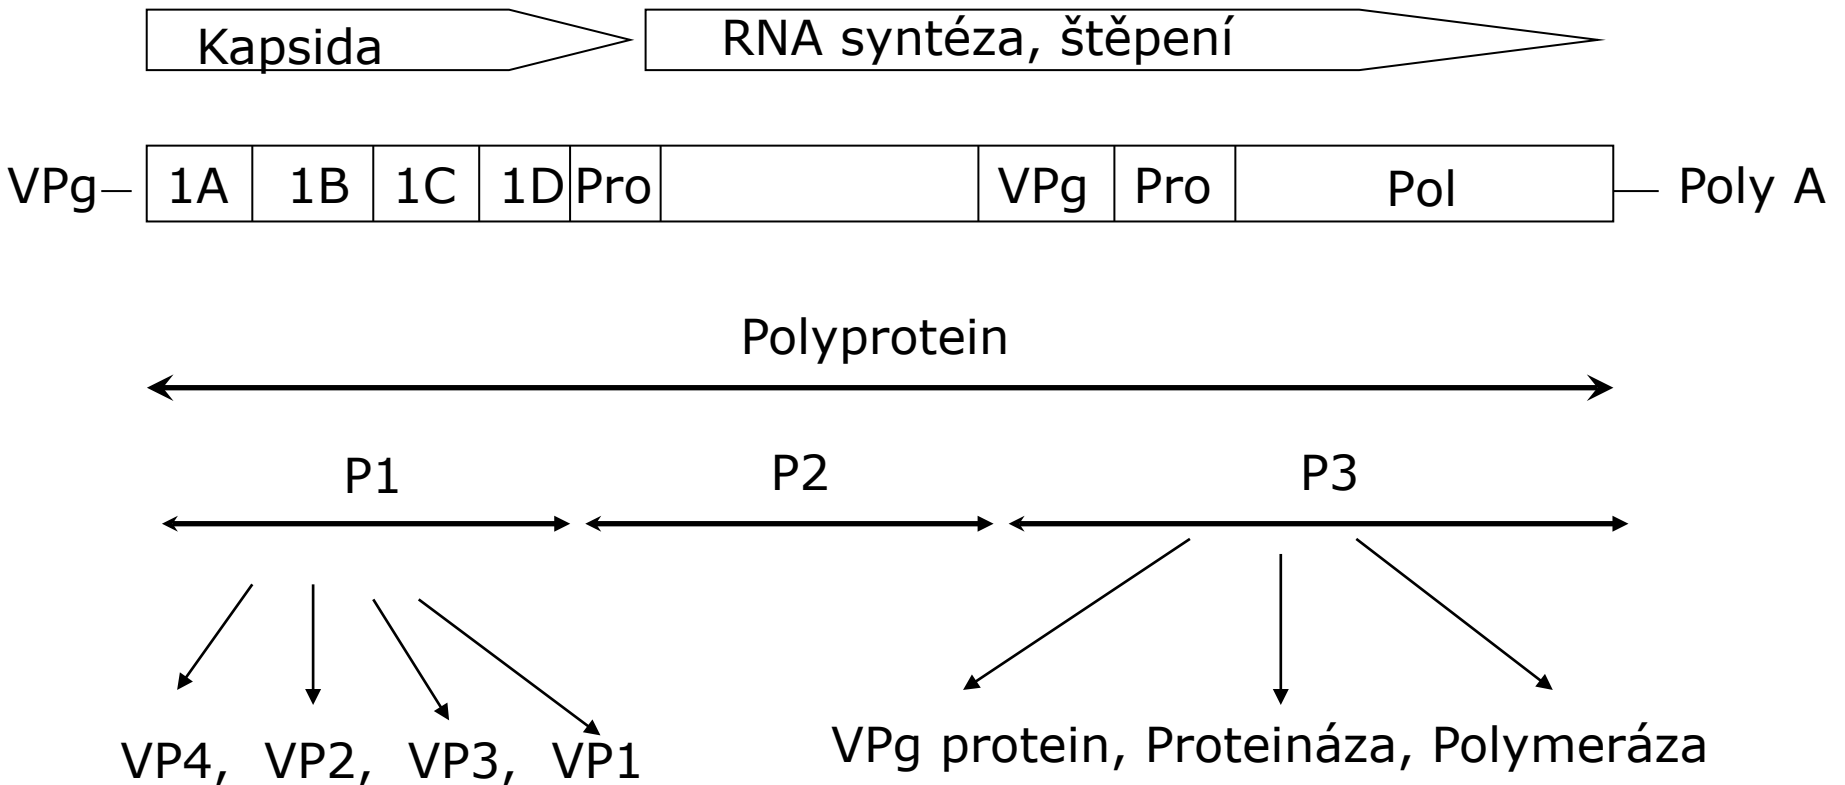 Kapsida RNA syntéza, štěpení
VPg 1A 1B 1C 1D Pro VPg Pro Pol Poly A
Polyprotein
P1 P2 P3
VP4, VP2, VP3, VP1 VPg protein, Proteináza, Polymeráza